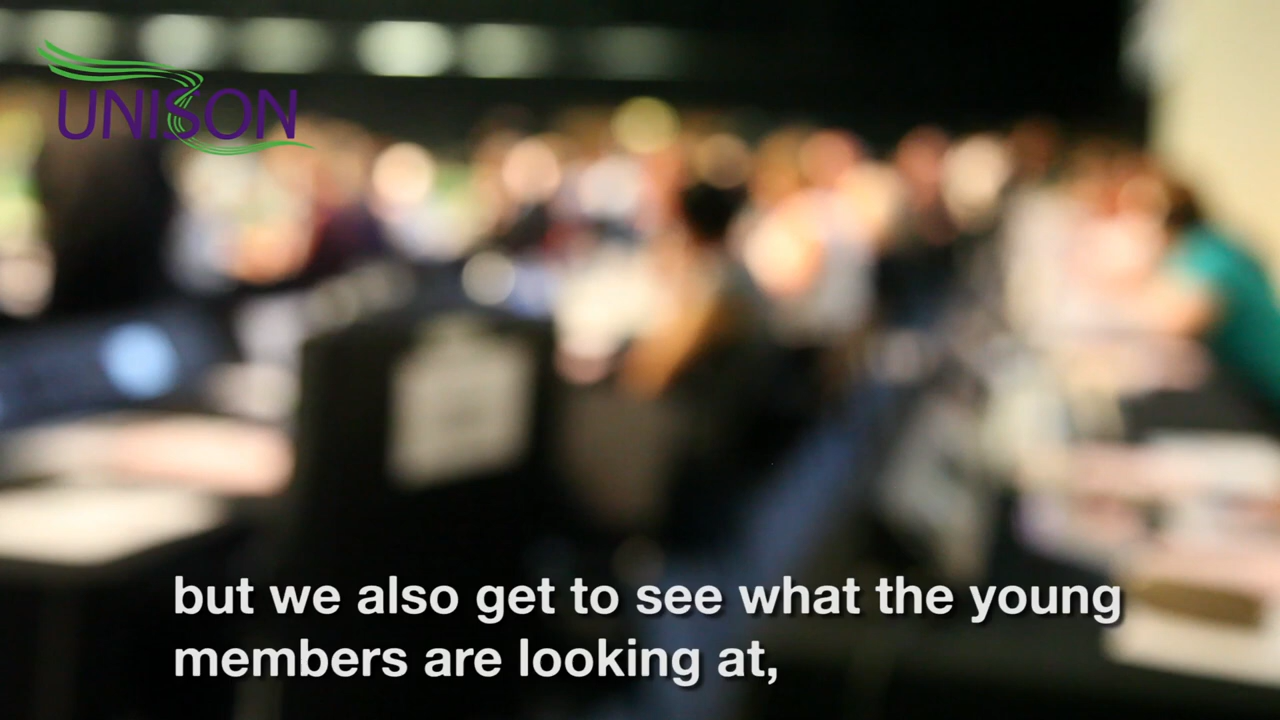 UNISON
but we also get to see what the young
members are looking at,